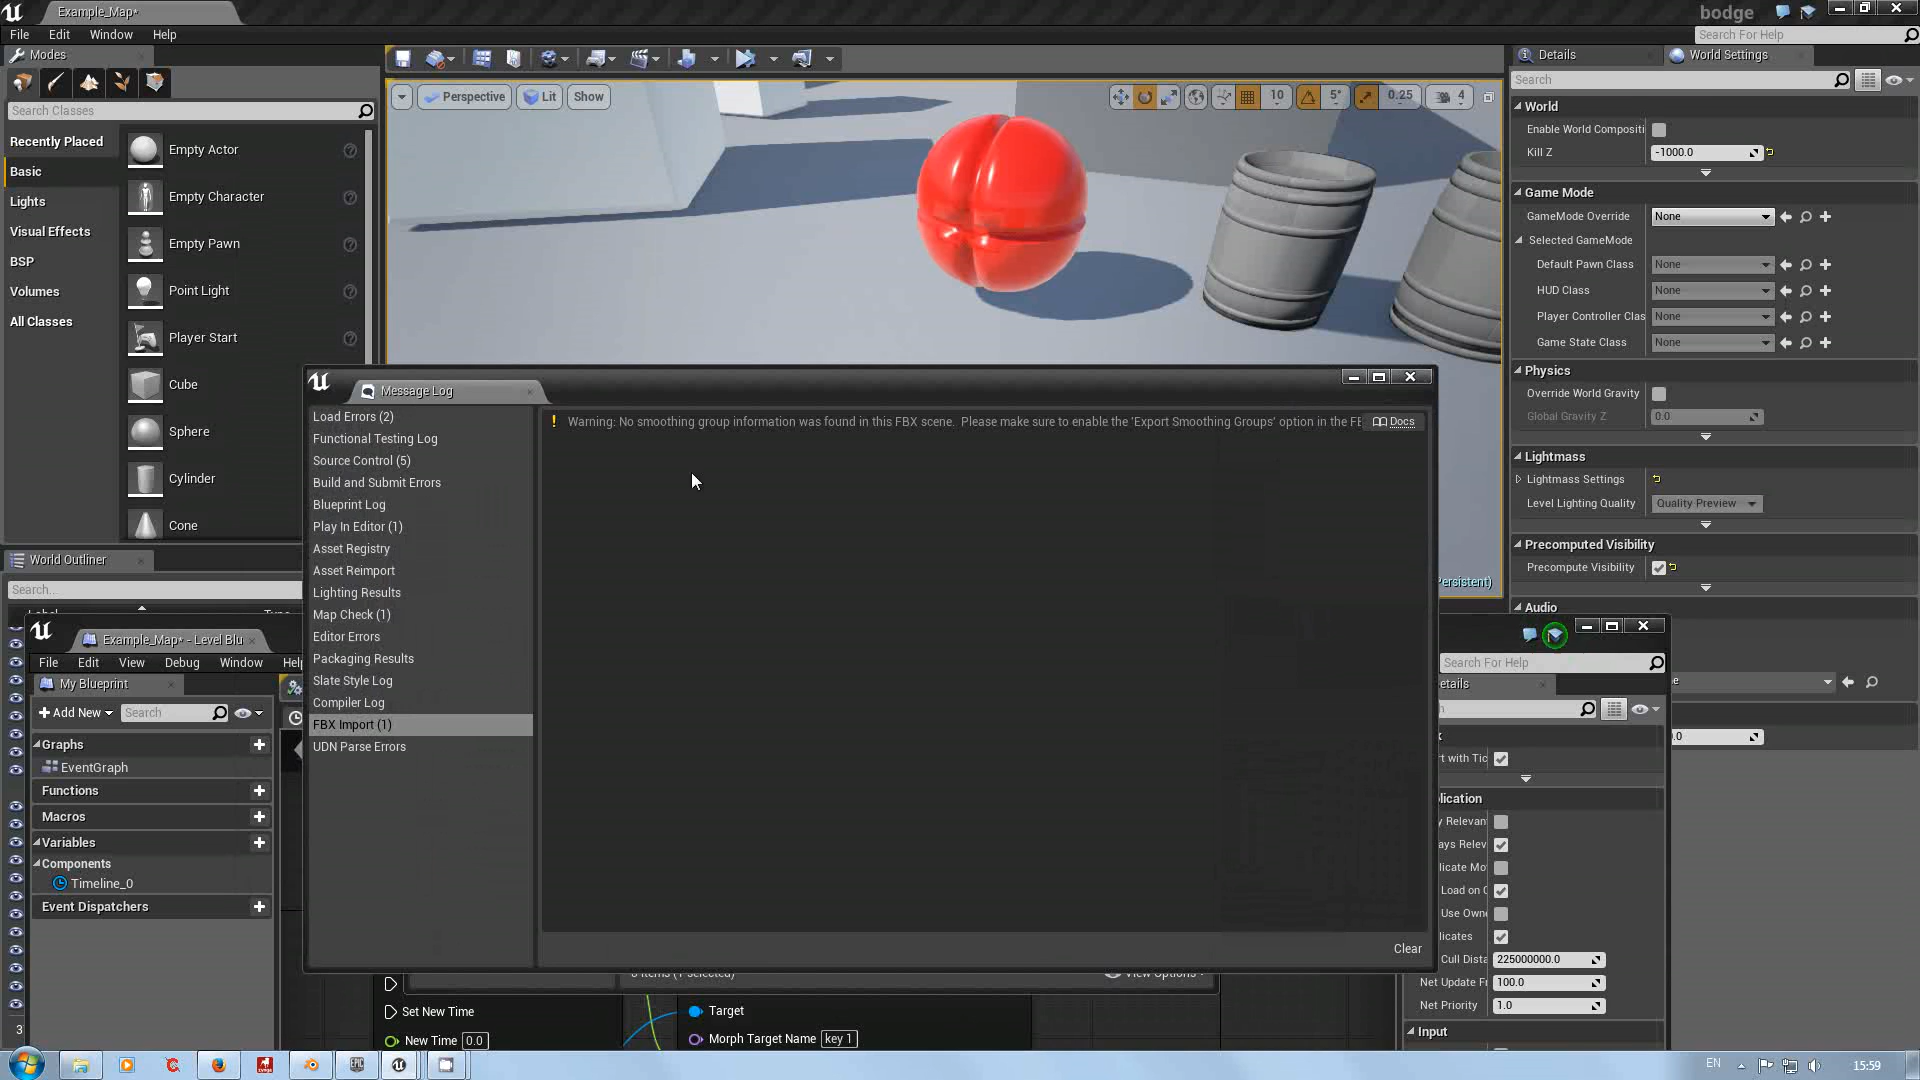 Example_Map*
bodge
File Edit Window Help
Search For Help
Modes
Search Classes
Recently Placed
Basic
Lights
Visual Effects
BSP
Volumes
All Classes
Empty Actor
Empty Character
Empty Pawn
Point Light
Player Start
Cube
Sphere
Cylinder
Cone
Perspective Lit Show
10 5° 0.25 4
Persistent)
Details World Settings
Search
World
Enable World Compositi
Kill Z -1000.0
Game Mode
GameMode Override None
Selected GameMode
Default Pawn Class None
HUD Class None
Player Controller Clas None
Game State Class None
Physics
Override World Gravity
Global Gravity Z 0.0
Lightmass
Lightmass Settings
Level Lighting Quality Quality Preview
Precomputed Visibility
Precompute Visibility
Audio
World Outliner
Search...
Label Type
Message Log
Load Errors (2)
Functional Testing Log
Source Control (5)
Build and Submit Errors
Blueprint Log
Play In Editor (1)
Asset Registry
Asset Reimport
Lighting Results
Map Check (1)
Editor Errors
Packaging Results
Slate Style Log
Compiler Log
FBX Import (1)
UDN Parse Errors
Warning: No smoothing group information was found in this FBX scene. Please make sure to enable the 'Export Smoothing Groups' option in the FB
Docs
Clear
Example_Map* - Level Blu
File Edit View Debug Window Help
My Blueprint
Add New Search
Graphs
EventGraph
Functions
Macros
Variables
Components
Timeline_0
Event Dispatchers
3
Search For Help
etails
rt with Tic
lication
y Relevan
ays Relev
licate Mo
Load on C
Use Own
licates
Cull Dista 225000000.0
Net Update Fr 100.0
Net Priority 1.0
Input
View Options
Set New Time
New Time 0.0
Target
Morph Target Name key 1
EN 15:59